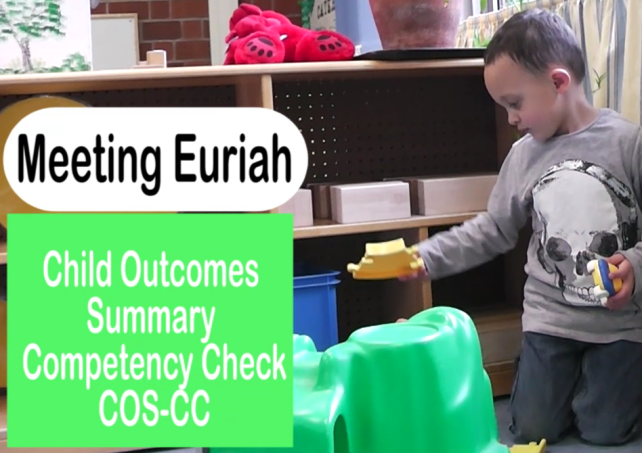 Meeting Euriah
Child Outcomes
Summary
Competency Check
COS-CC